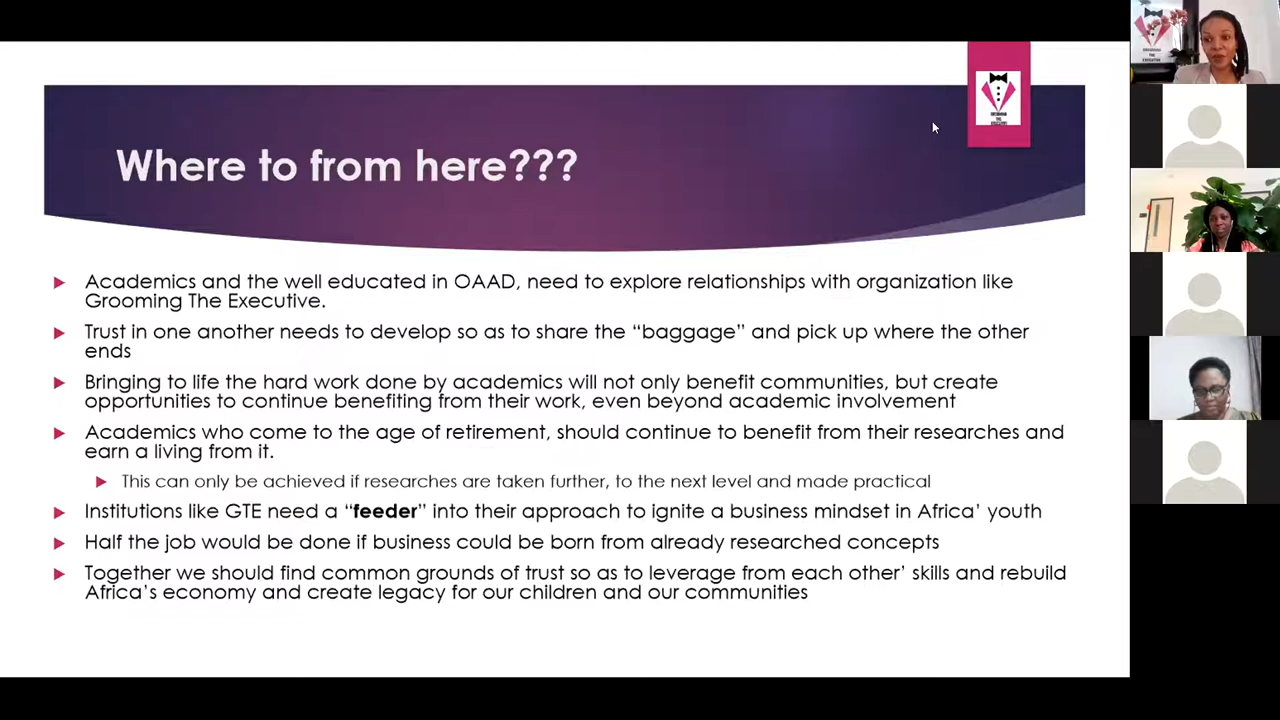 Where to from here???
GROOMING
THE
EXECUTIVE
Academics and the well educated in OAAD, need to explore relationships with organization like
Grooming The Executive.
Trust in one another needs to develop so as to share the “baggage” and pick up where the other
ends
Bringing to life the hard work done by academics will not only benefit communities, but create
opportunities to continue benefiting from their work, even beyond academic involvement
Academics who come to the age of retirement, should continue to benefit from their researches and
earn a living from it.
This can only be achieved if researches are taken further, to the next level and made practical
Institutions like GTE need a “feeder” into their approach to ignite a business mindset in Africa’ youth
Half the job would be done if business could be born from already researched concepts
Together we should find common grounds of trust so as to leverage from each other’ skills and rebuild
Africa’s economy and create legacy for our children and our communities
GROOMING
THE
EXECUTIVE